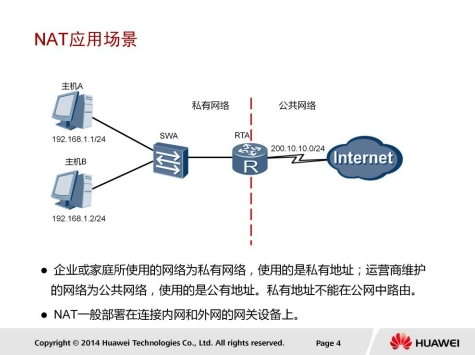 NAT应用场景
主机A
私有网络
公共网络
192.168.1.1/24
SWA
RTA
200.10.10.0/24
R
Internet
主机B
192.168.1.2/24
● 企业或家庭所使用的网络为私有网络，使用的是私有地址；运营商维护
的网络为公共网络，使用的是公有地址。私有地址不能在公网中路由。
● NAT一般部署在连接内网和外网的网关设备上。
Copyright © 2014 Huawei Technologies Co., Ltd. All rights reserved.
Page 4
HUAWEI